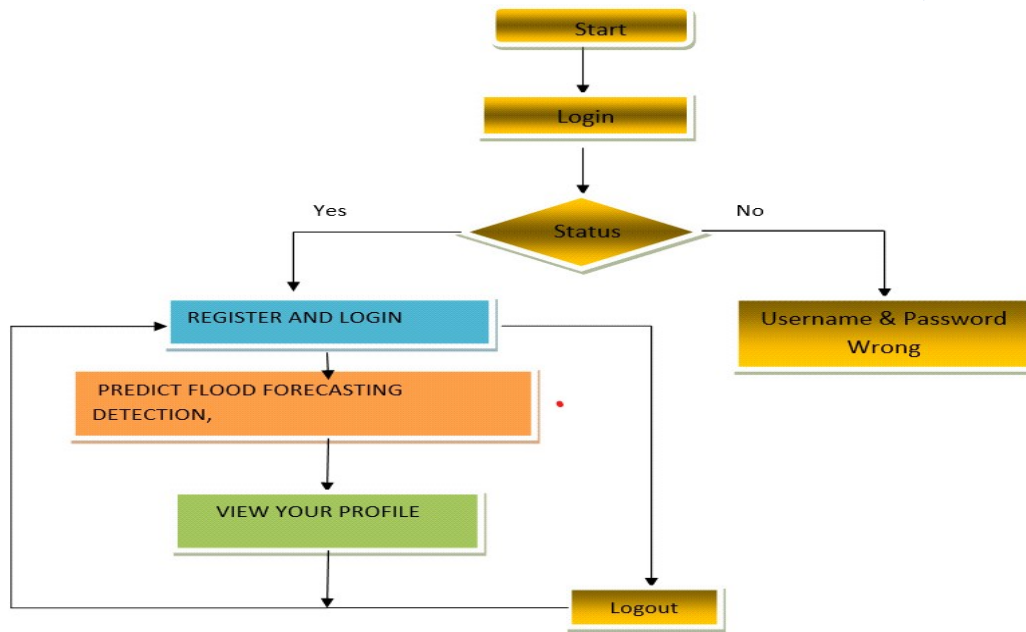 Start
Login
Yes
No
Status
REGISTER AND LOGIN
Username & Password
Wrong
PREDICT FLOOD FORECASTING
DETECTION,
VIEW YOUR PROFILE
Logout